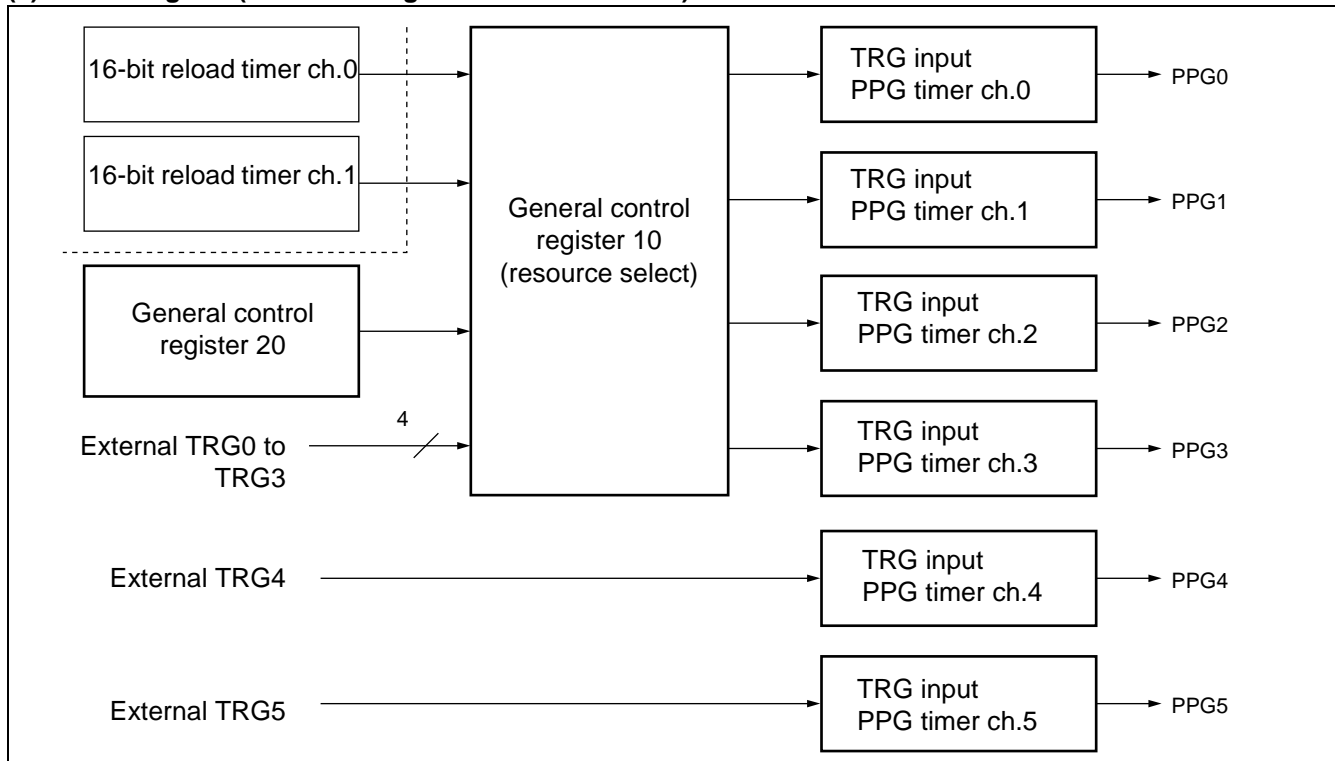 16-bit reload timer ch.0
16-bit reload timer ch.1
General control
register 20
External TRG0 to
TRG3
4
External TRG4
External TRG5
General control
register 10
(resource select)
TRG input
PPG timer ch.0
PPG0
TRG input
PPG timer ch.1
PPG1
TRG input
PPG timer ch.2
PPG2
TRG input
PPG timer ch.3
PPG3
TRG input
PPG timer ch.4
PPG4
TRG input
PPG timer ch.5
PPG5